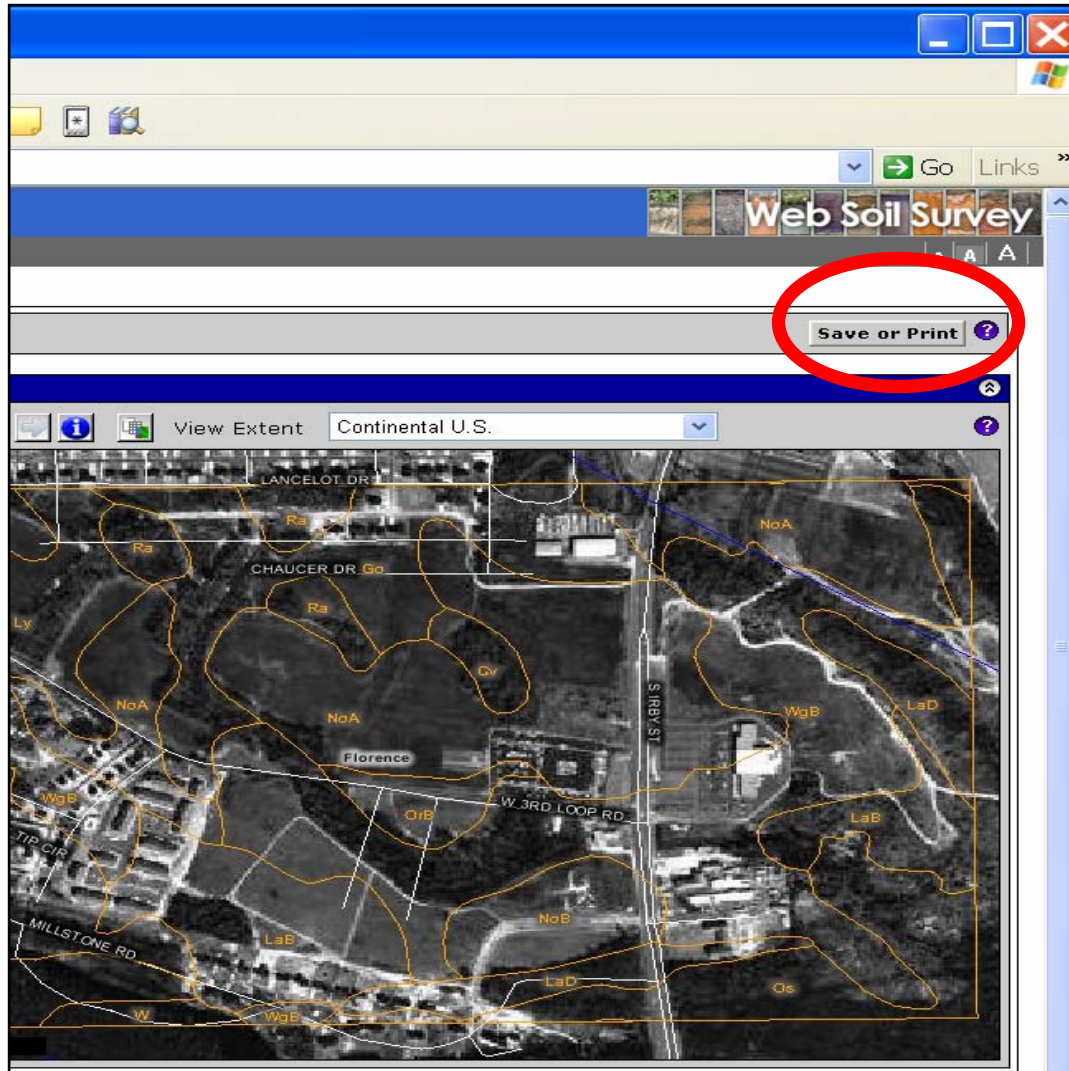 Go Links »
Web Soil Survey
A A A
Save or Print ?
View Extent Continental U.S. ?
LANCELOT DR
Ra
NoA
Ra
CHAUCER DR Go
Ra
Ly
Gv
S IRBY ST
NoA
NoA
WgB
LaD
Florence
WgB
OrB
W 3RD LOOP RD
LaB
TIP CIR
NoB
MILLSTONE RD
LaB
LaD
Os
W
WgB